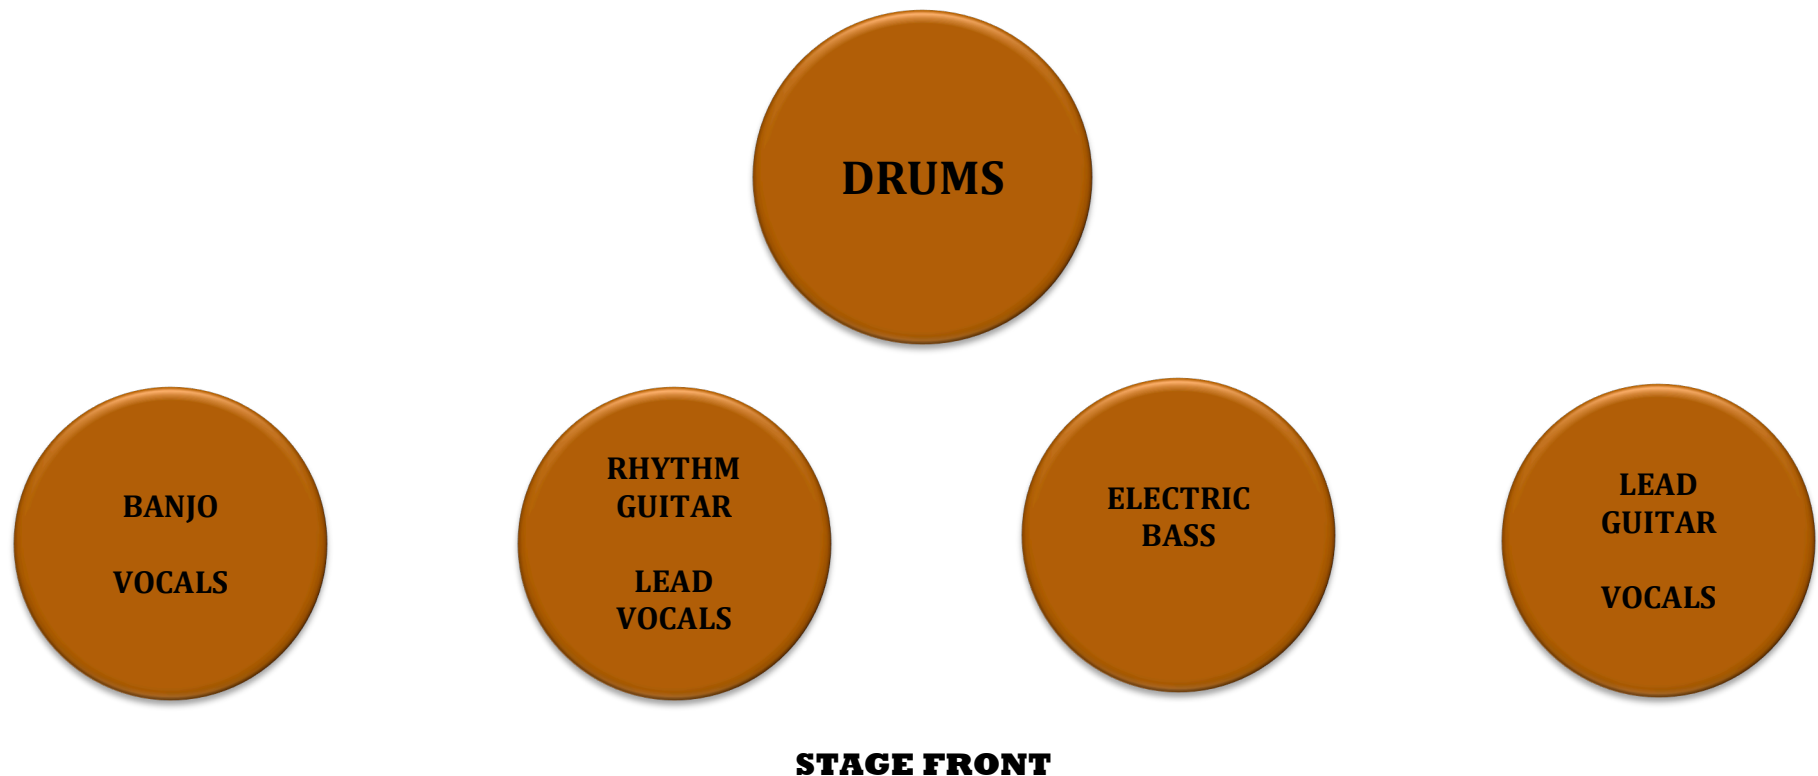 DRUMS
BANJO
VOCALS
RHYTHM
GUITAR
LEAD
VOCALS
ELECTRIC
BASS
LEAD
GUITAR
VOCALS
STAGE FRONT